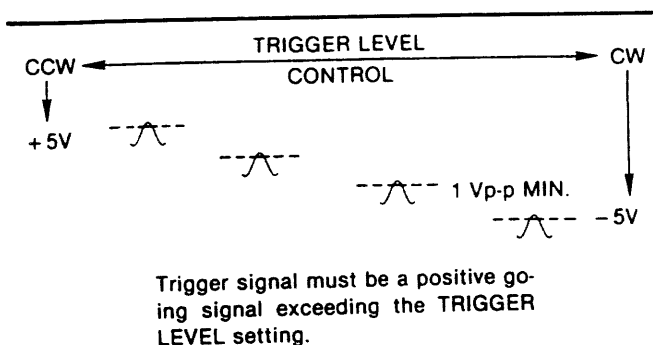 TRIGGER LEVEL
CCW CW
CONTROL
+5V
1 Vp-p MIN.
-5V
Trigger signal must be a positive go-
ing signal exceeding the TRIGGER
LEVEL setting.